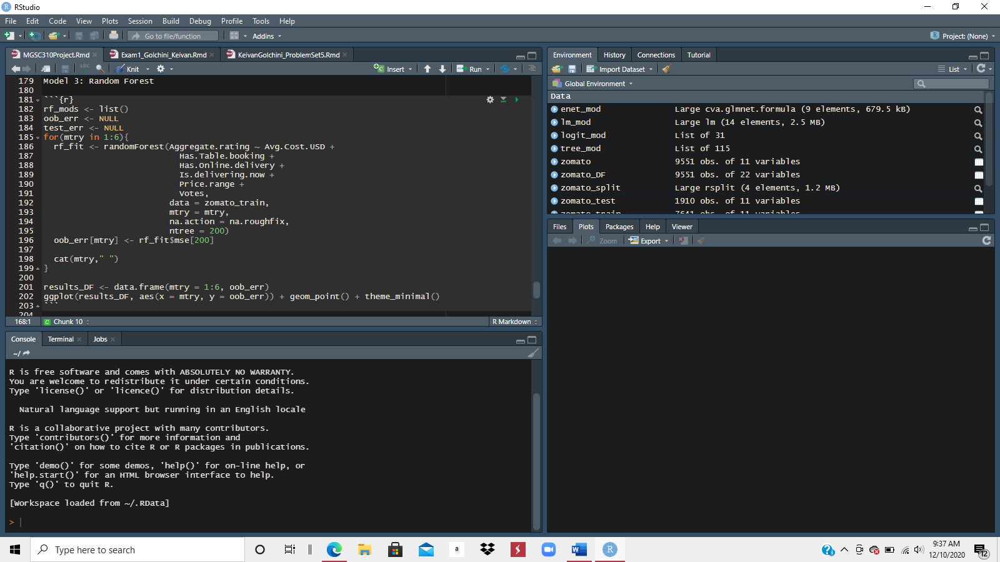 RStudio
File Edit Code View Plots Session Build Debug Profile Tools Help
Go to file/function Addins Project: (None)
MGSC310Project.Rmd Exam1_Golchini_Keivan.Rmd KeivanGolchini_ProblemSet5.Rmd
ABC Knit Insert Run
179 Model 3: Random Forest
180
181 ```{r}
182 rf_mods <- list()
183 oob_err <- NULL
184 test_err <- NULL
185 for(mtry in 1:6){
186 rf_fit <- randomForest(Aggregate.rating ~ Avg.Cost.USD +
187 Has.Table.booking +
188 Has.Online.delivery +
189 Is.delivering.now +
190 Price.range +
191 Votes,
192 data = zomato_train,
193 mtry = mtry,
194 na.action = na.roughfix,
195 ntree = 200)
196 oob_err[mtry] <- rf_fit$mse[200]
197
198 cat(mtry," ")
199 }
200
201 results_DF <- data.frame(mtry = 1:6, oob_err)
202 ggplot(results_DF, aes(x = mtry, y = oob_err)) + geom_point() + theme_minimal()
203 ```
204
168:1 C Chunk 10 R Markdown
Console Terminal Jobs
~/
R is free software and comes with ABSOLUTELY NO WARRANTY.
You are welcome to redistribute it under certain conditions.
Type 'license()' or 'licence()' for distribution details.
Natural language support but running in an English locale
R is a collaborative project with many contributors.
Type 'contributors()' for more information and
'citation()' on how to cite R or R packages in publications.
Type 'demo()' for some demos, 'help()' for on-line help, or
'help.start()' for an HTML browser interface to help.
Type 'q()' to quit R.
[Workspace loaded from ~/.RData]
>
Environment History Connections Tutorial
Import Dataset List
Global Environment
Data
enet_mod Large cva.glmnet.formula (9 elements, 679.5 kB)
lm_mod Large lm (14 elements, 2.5 MB)
logit_mod List of 31
tree_mod List of 115
zomato 9551 obs. of 11 variables
zomato_DF 9551 obs. of 22 variables
zomato_split Large rsplit (4 elements, 1.2 MB)
zomato_test 1910 obs. of 11 variables
zomato_train 7641 obs. of 11 variables
Files Plots Packages Help Viewer
Zoom Export
Type here to search
9:37 AM
12/10/2020
12